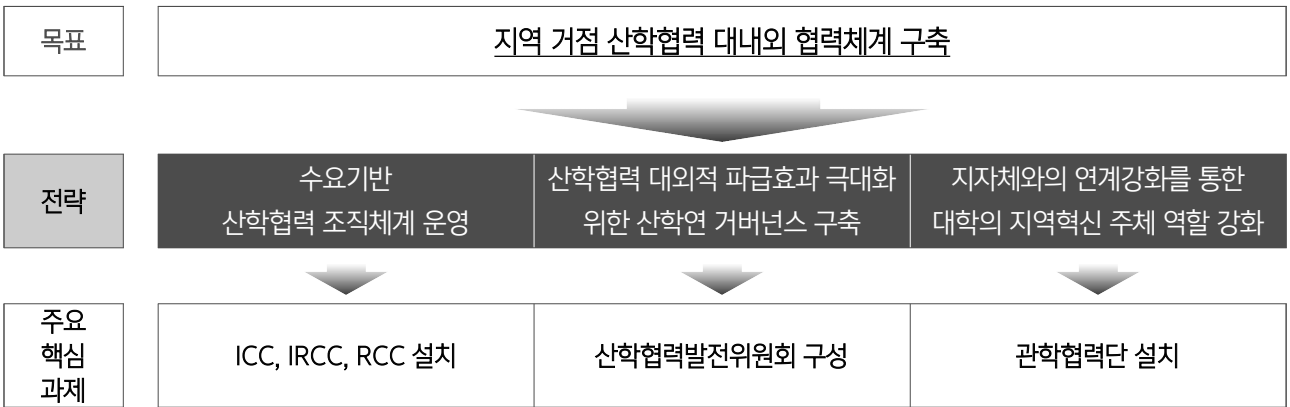 목표
지역 거점 산학협력 대내외 협력체계 구축
전략
수요기반
산학협력 조직체계 운영
산학협력 대외적 파급효과 극대화
위한 산학연 거버넌스 구축
지자체와의 연계강화를 통한
대학의 지역혁신 주체 역할 강화
주요
핵심
과제
ICC, IRCC, RCC 설치
산학협력발전위원회 구성
관학협력단 설치